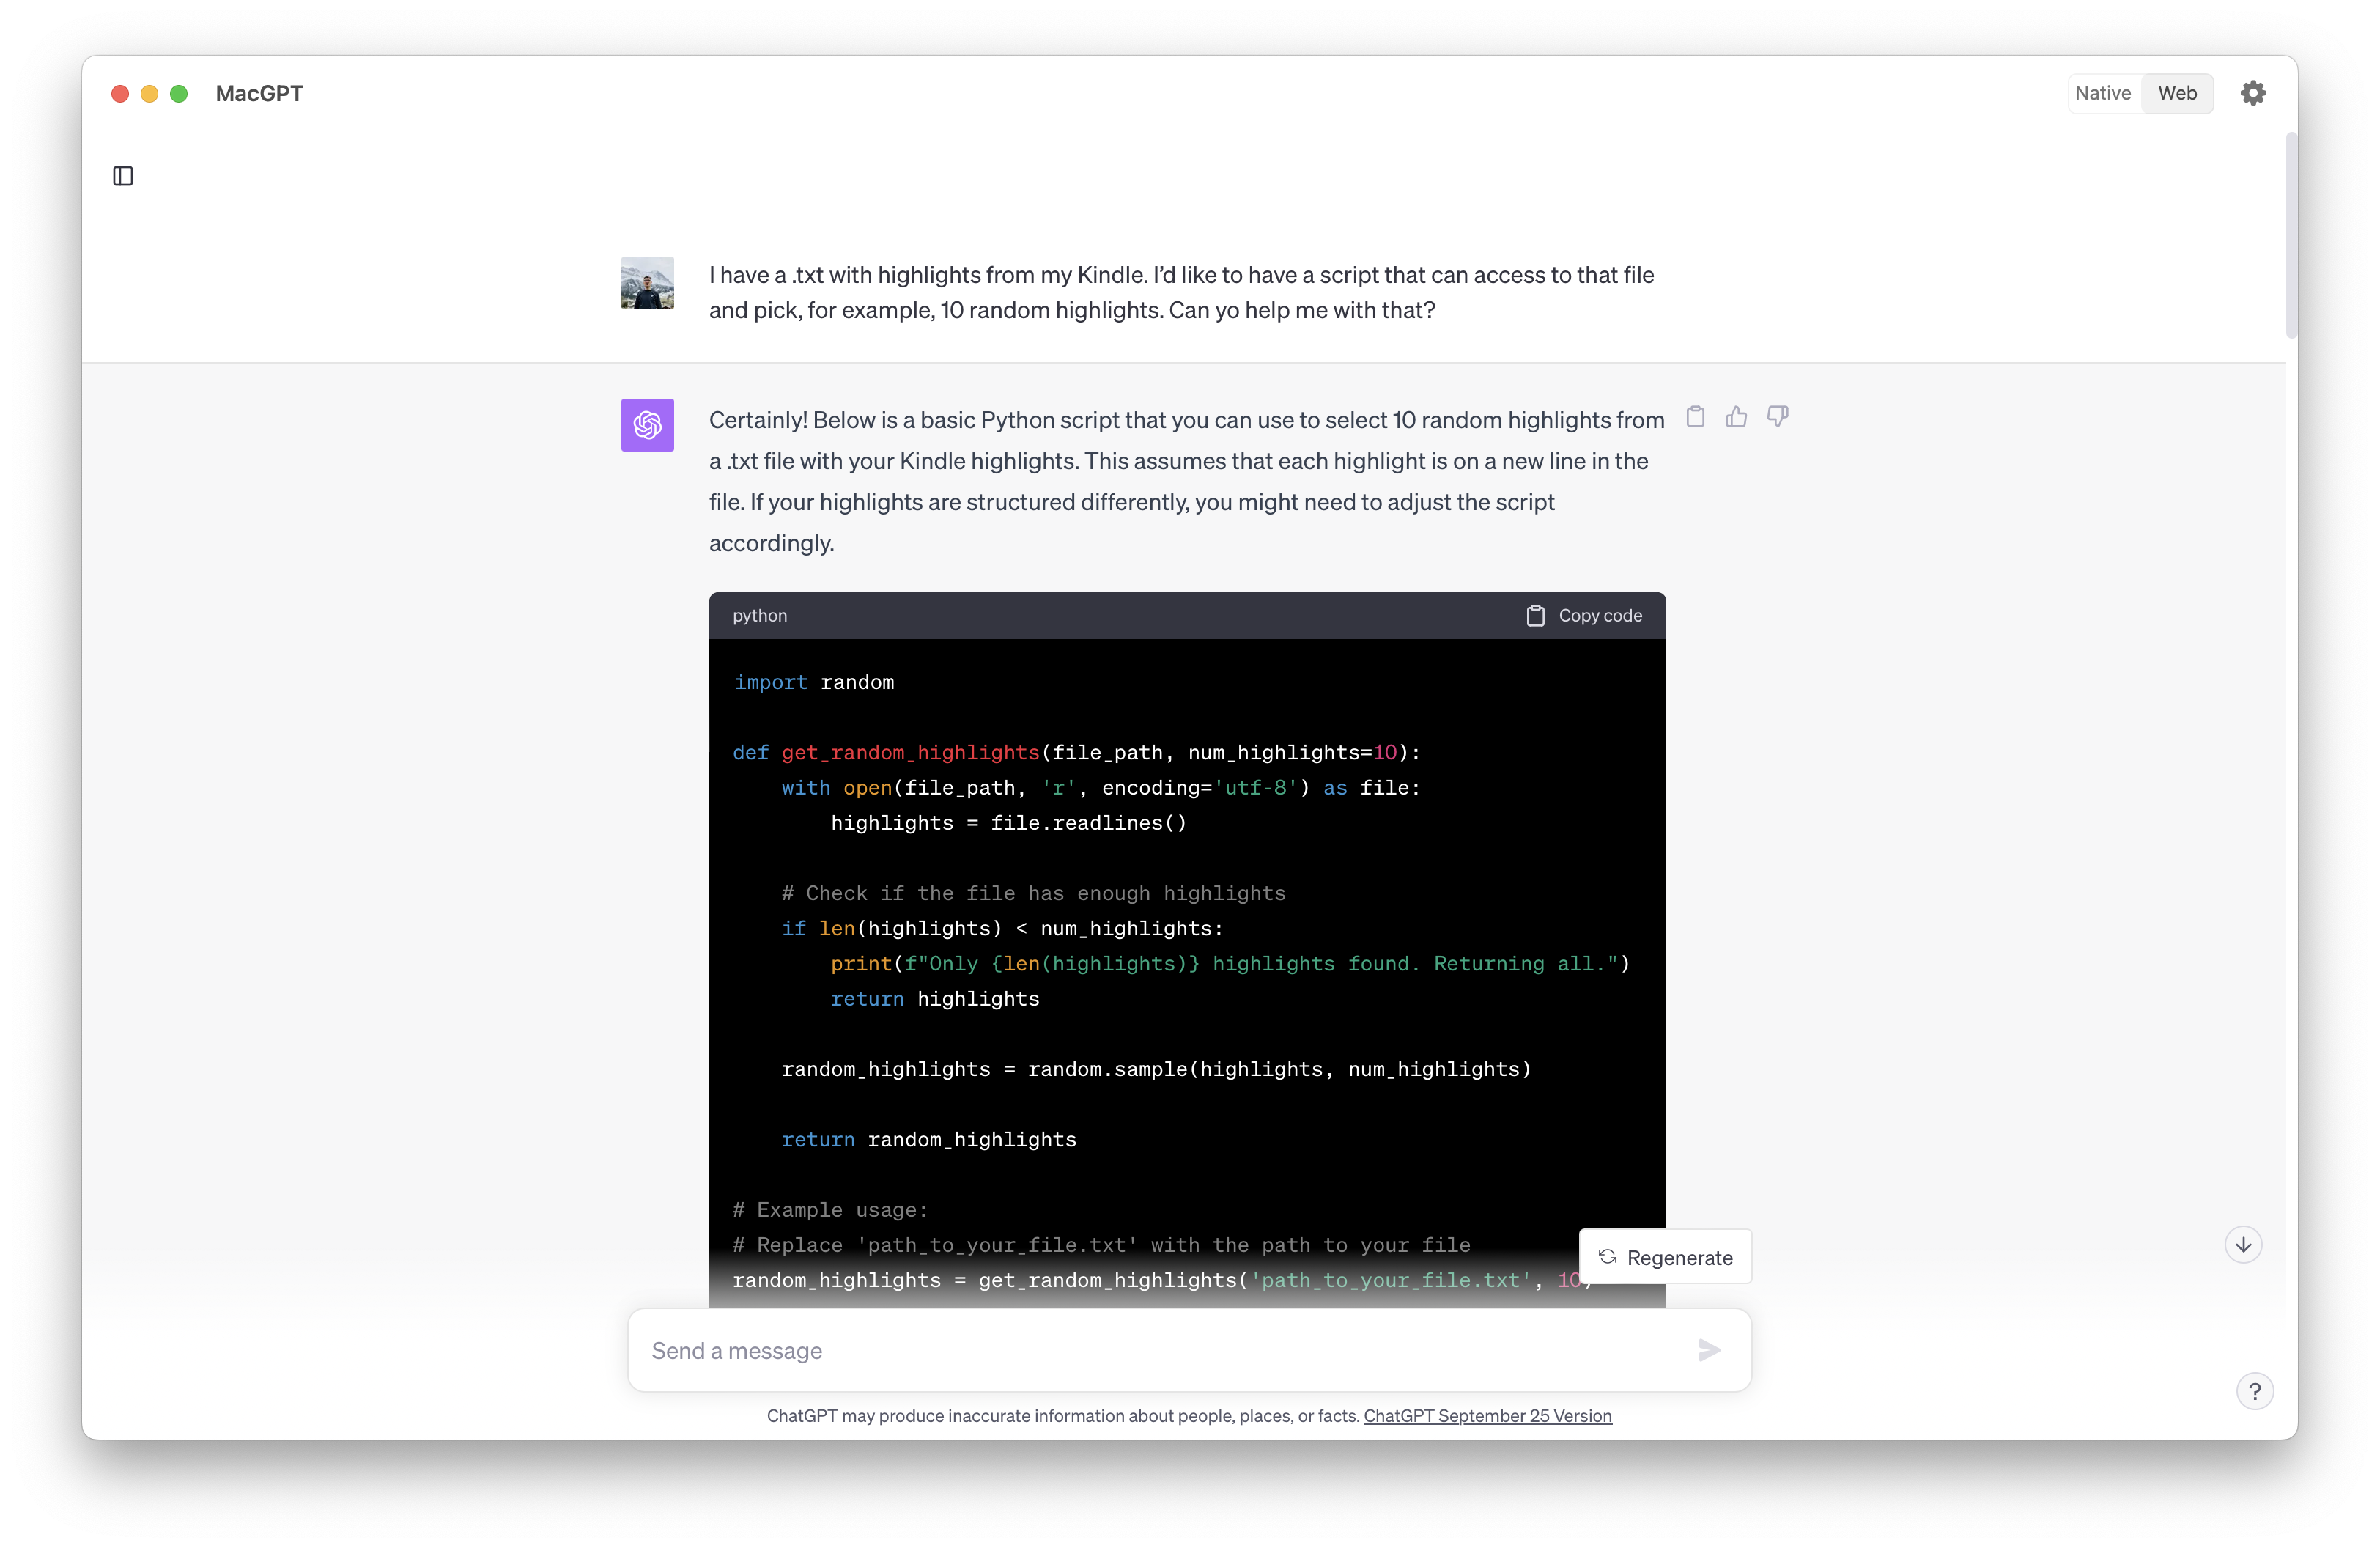 MacGPT
Native Web
I have a .txt with highlights from my Kindle. I’d like to have a script that can access to that file
and pick, for example, 10 random highlights. Can yo help me with that?
Certainly! Below is a basic Python script that you can use to select 10 random highlights from
a .txt file with your Kindle highlights. This assumes that each highlight is on a new line in the
file. If your highlights are structured differently, you might need to adjust the script
accordingly.
python Copy code
import random
def get_random_highlights(file_path, num_highlights=10):
    with open(file_path, 'r', encoding='utf-8') as file:
        highlights = file.readlines()
    # Check if the file has enough highlights
    if len(highlights) < num_highlights:
        print(f"Only {len(highlights)} highlights found. Returning all.")
        return highlights
    random_highlights = random.sample(highlights, num_highlights)
    return random_highlights
# Example usage:
# Replace 'path_to_your_file.txt' with the path to your file
random_highlights = get_random_highlights('path_to_your_file.txt', 10)
Regenerate
Send a message
?
ChatGPT may produce inaccurate information about people, places, or facts. ChatGPT September 25 Version